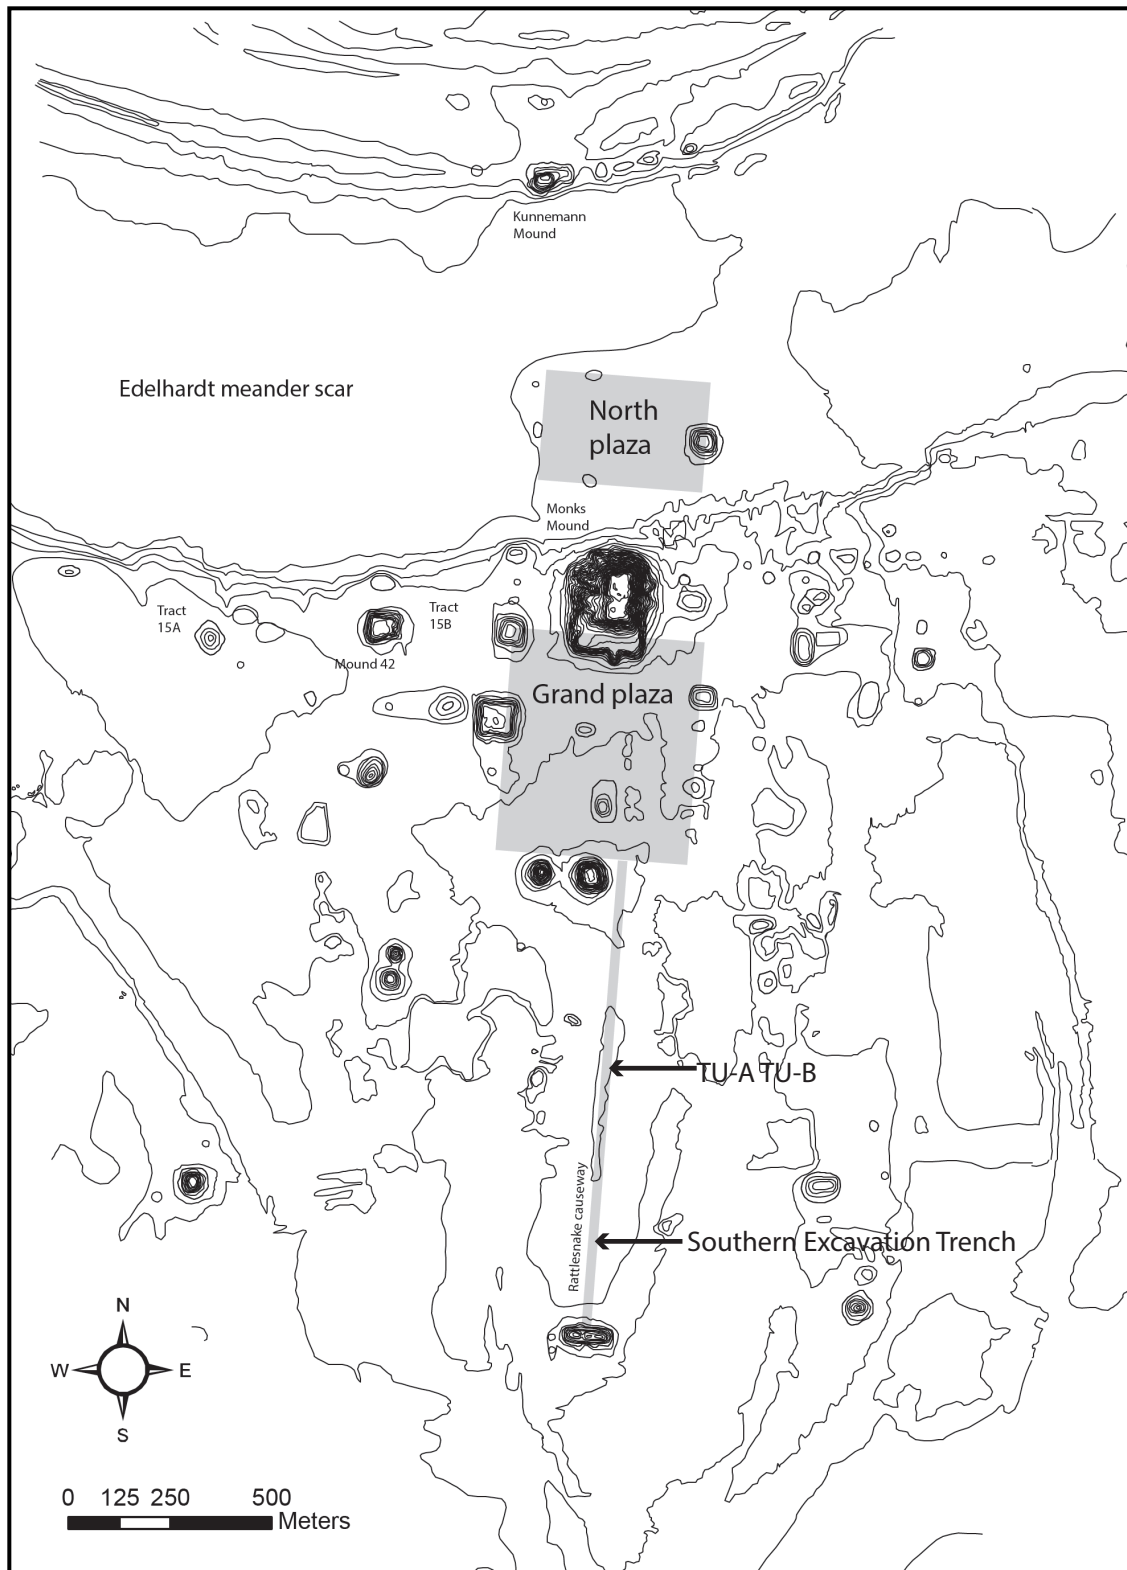 Kunnemann
Mound
Edelhardt meander scar
North
plaza
Monks
Mound
Tract
15A
Tract
15B
Mound 42
Grand plaza
TU-A TU-B
Rattlesnake causeway
Southern Excavation Trench
N
W
E
S
0 125 250 500
Meters